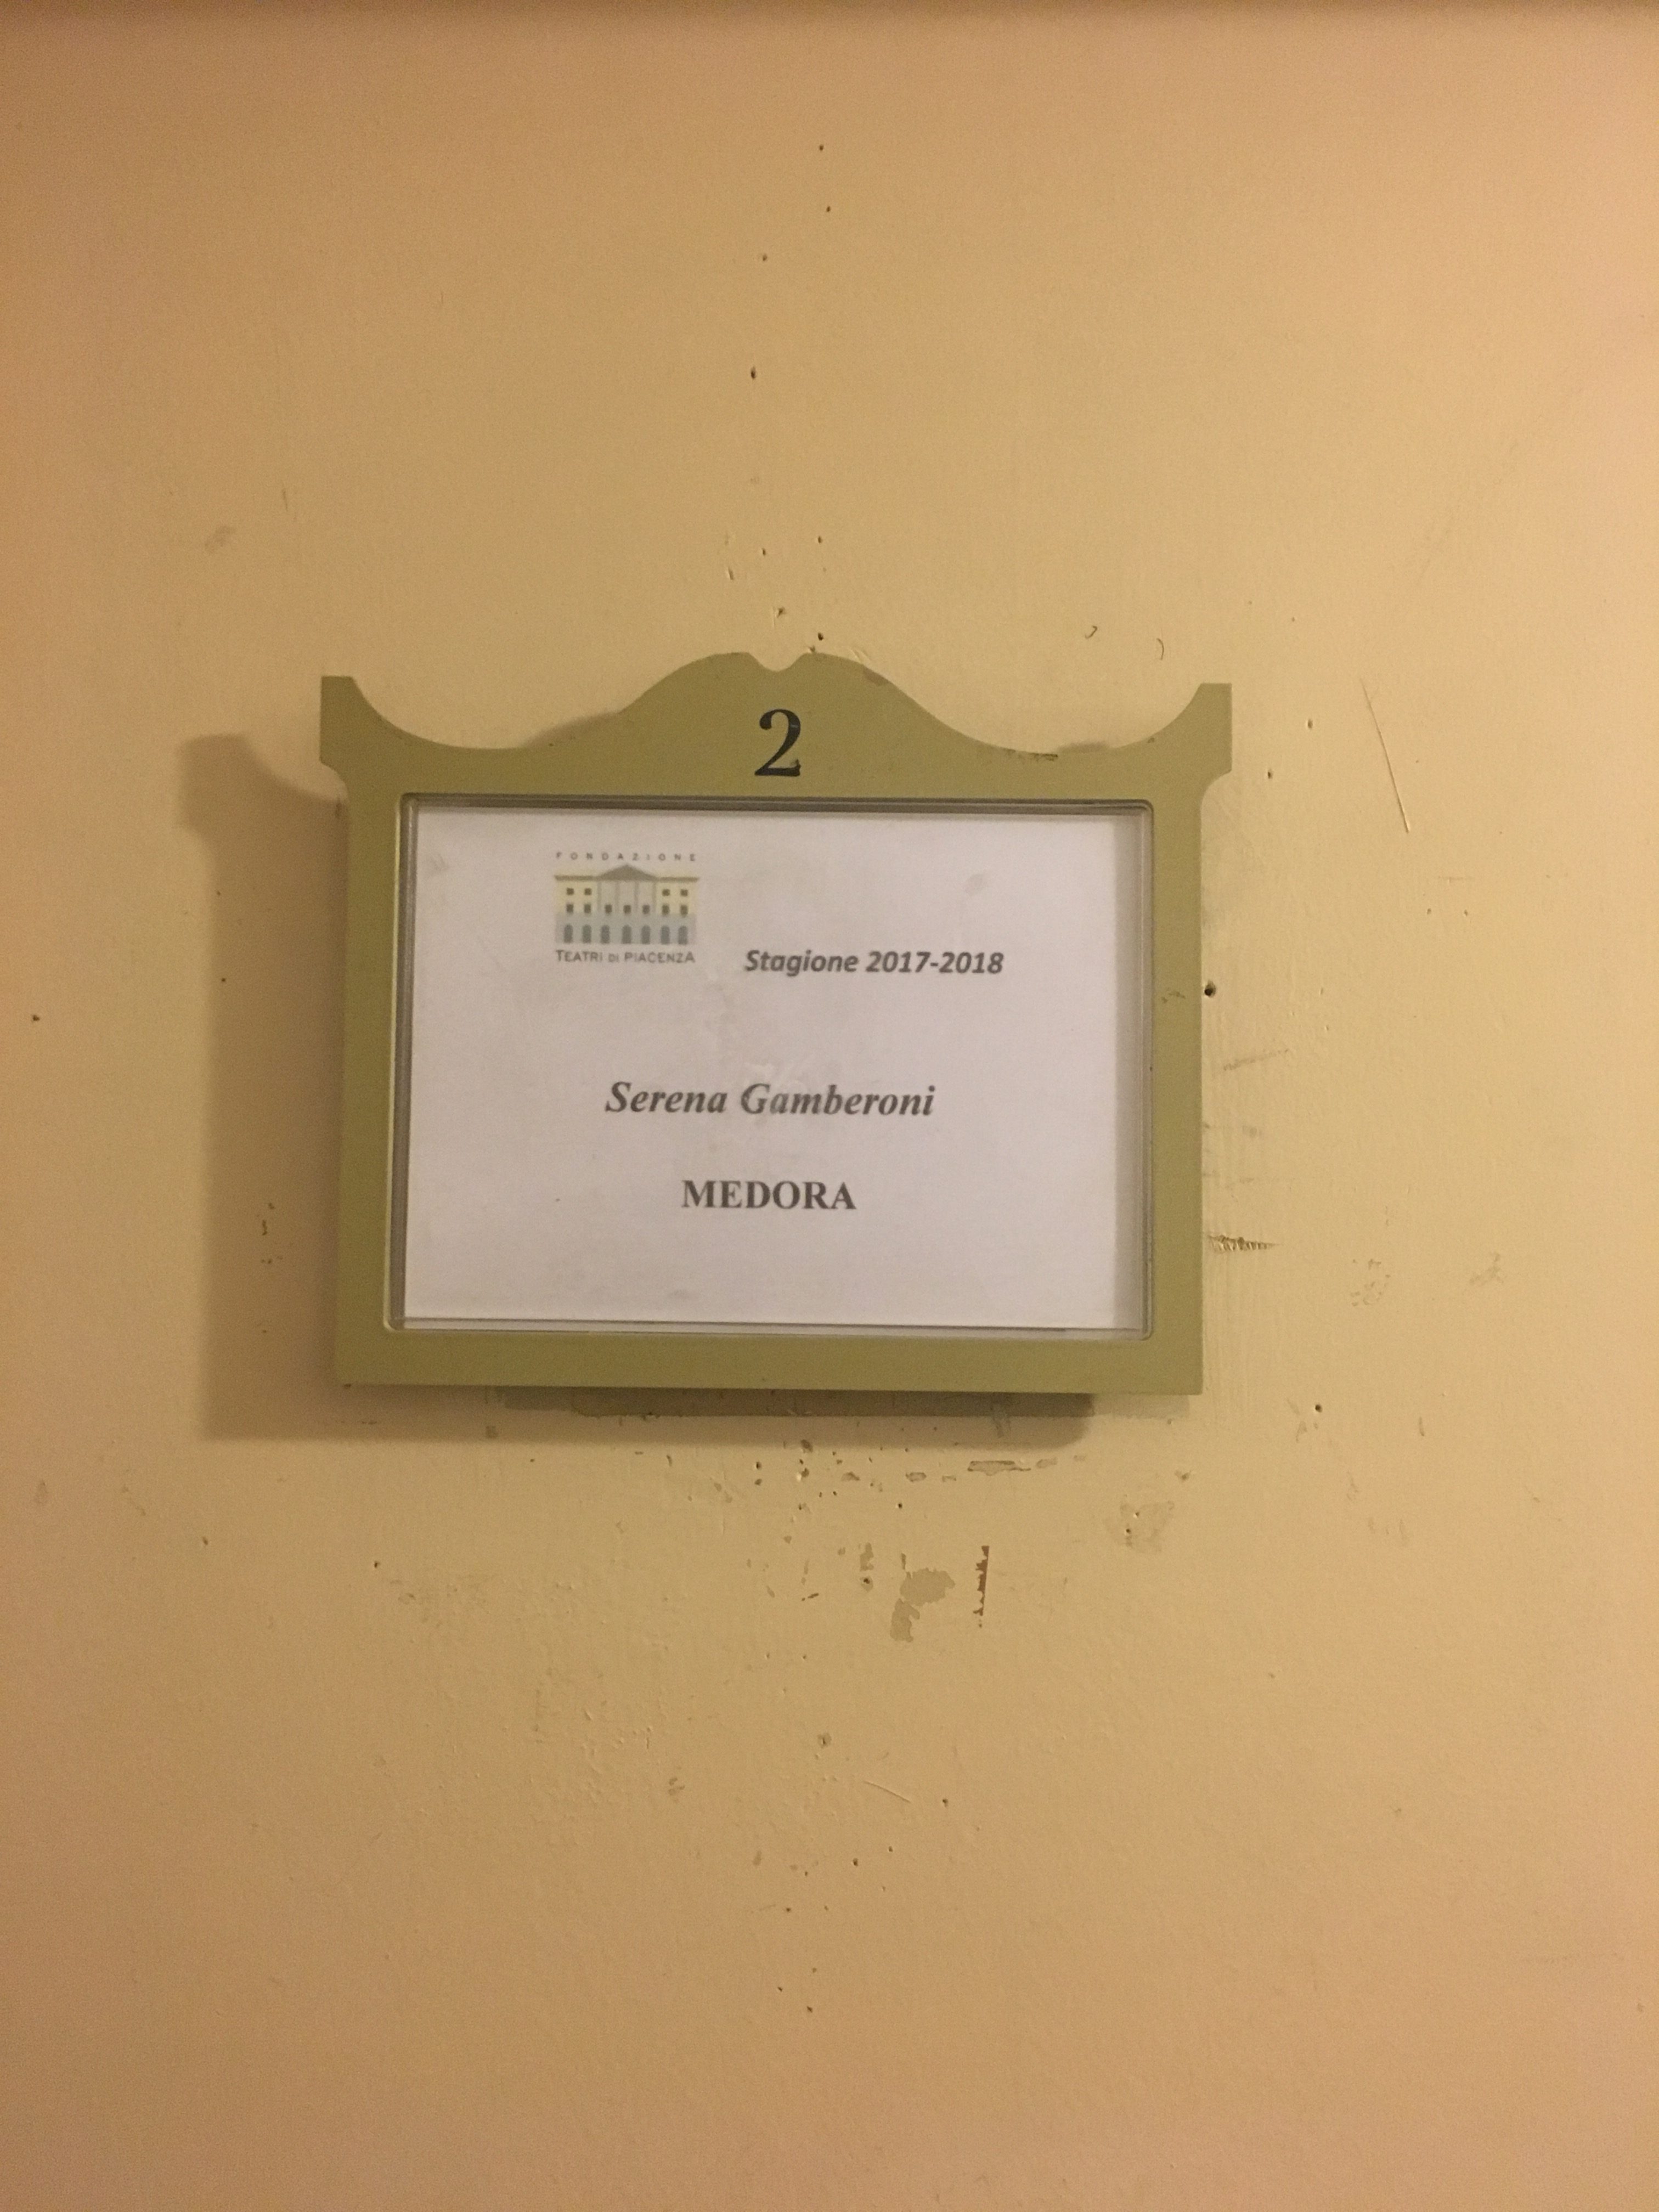 2
FONDAZIONE
TEATRI DI PIACENZA
Stagione 2017-2018
Serena Gamberoni
MEDORA